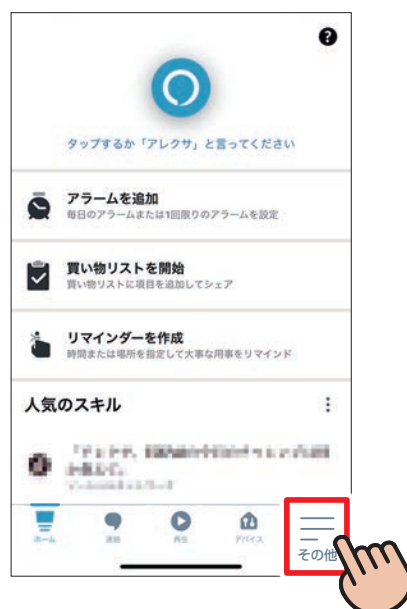 ?
タップするか「アレクサ」と言ってください
アラームを追加
毎日のアラームまたは1回限りのアラームを設定
買い物リストを開始
買い物リストに項目を追加してシェア
リマインダーを作成
時間または場所を指定して大事な用事をリマインド
人気のスキル
ホーム
連絡
再生
デバイス
その他